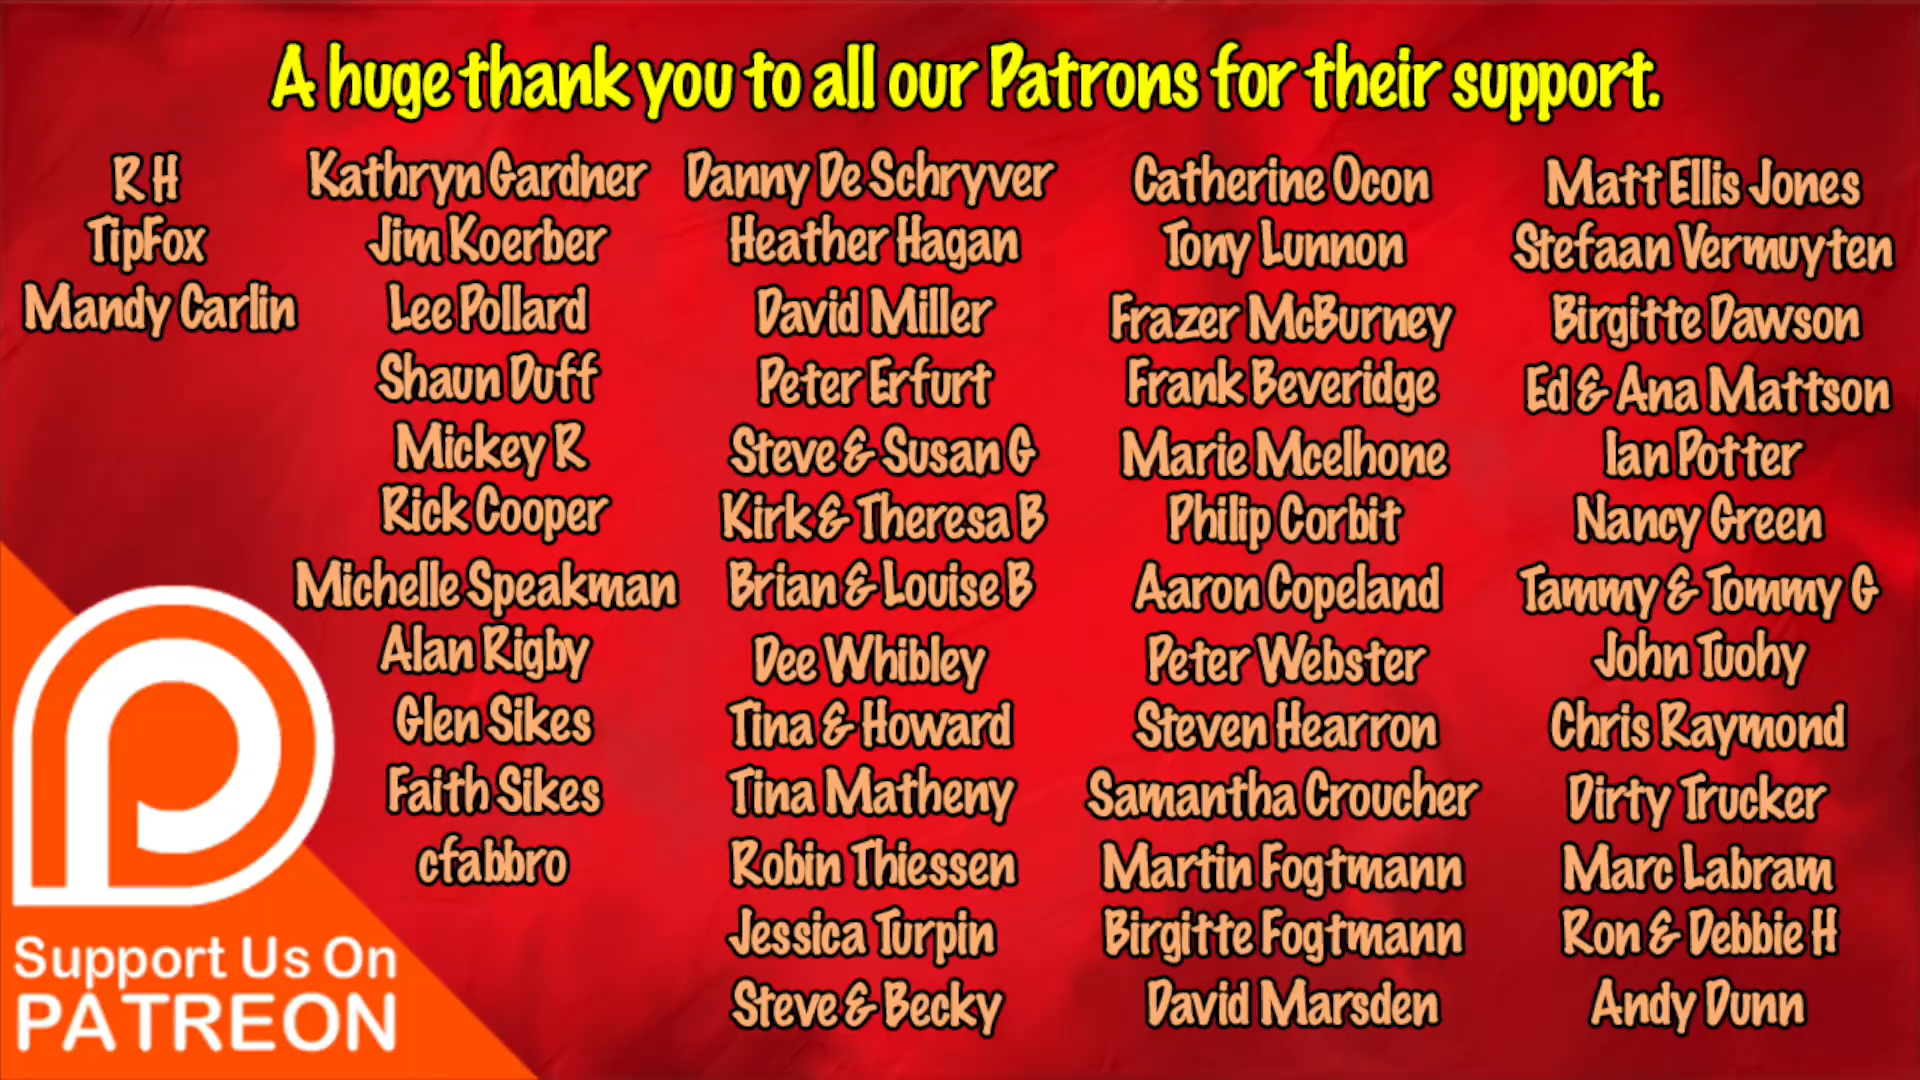 A huge thank you to all our Patrons for their support.
R H
TipFox
Mandy Carlin
Kathryn Gardner
Jim Koerber
Lee Pollard
Shaun Duff
Mickey R
Rick Cooper
Michelle Speakman
Alan Rigby
Glen Sikes
Faith Sikes
cfabbro
Danny De Schryver
Heather Hagan
David Miller
Peter Erfurt
Steve & Susan G
Kirk & Theresa B
Brian & Louise B
Dee Whibley
Tina & Howard
Tina Matheny
Robin Thiessen
Jessica Turpin
Steve & Becky
Catherine Ocon
Tony Lunnon
Frazer McBurney
Frank Beveridge
Marie Mcelhone
Philip Corbit
Aaron Copeland
Peter Webster
Steven Hearron
Samantha Croucher
Martin Fogtmann
Birgitte Fogtmann
David Marsden
Matt Ellis Jones
Stefaan Vermuyten
Birgitte Dawson
Ed & Ana Mattson
Ian Potter
Nancy Green
Tammy & Tommy G
John Tuohy
Chris Raymond
Dirty Trucker
Marc Labram
Ron & Debbie H
Andy Dunn
Support Us On
PATREON